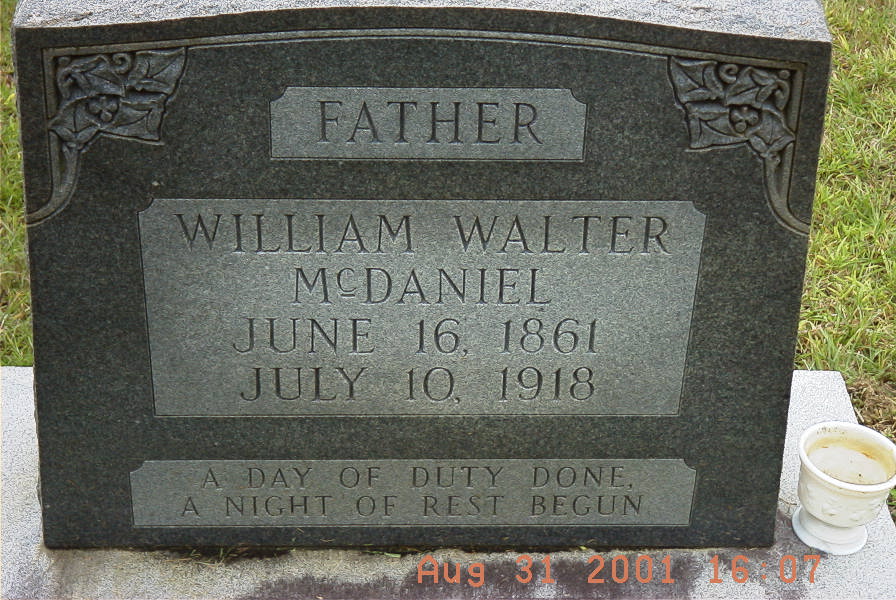 FATHER
WILLIAM WALTER
McDANIEL
JUNE 16, 1861
JULY 10, 1918
A DAY OF DUTY DONE,
A NIGHT OF REST BEGUN
Aug 31 2001 16:07